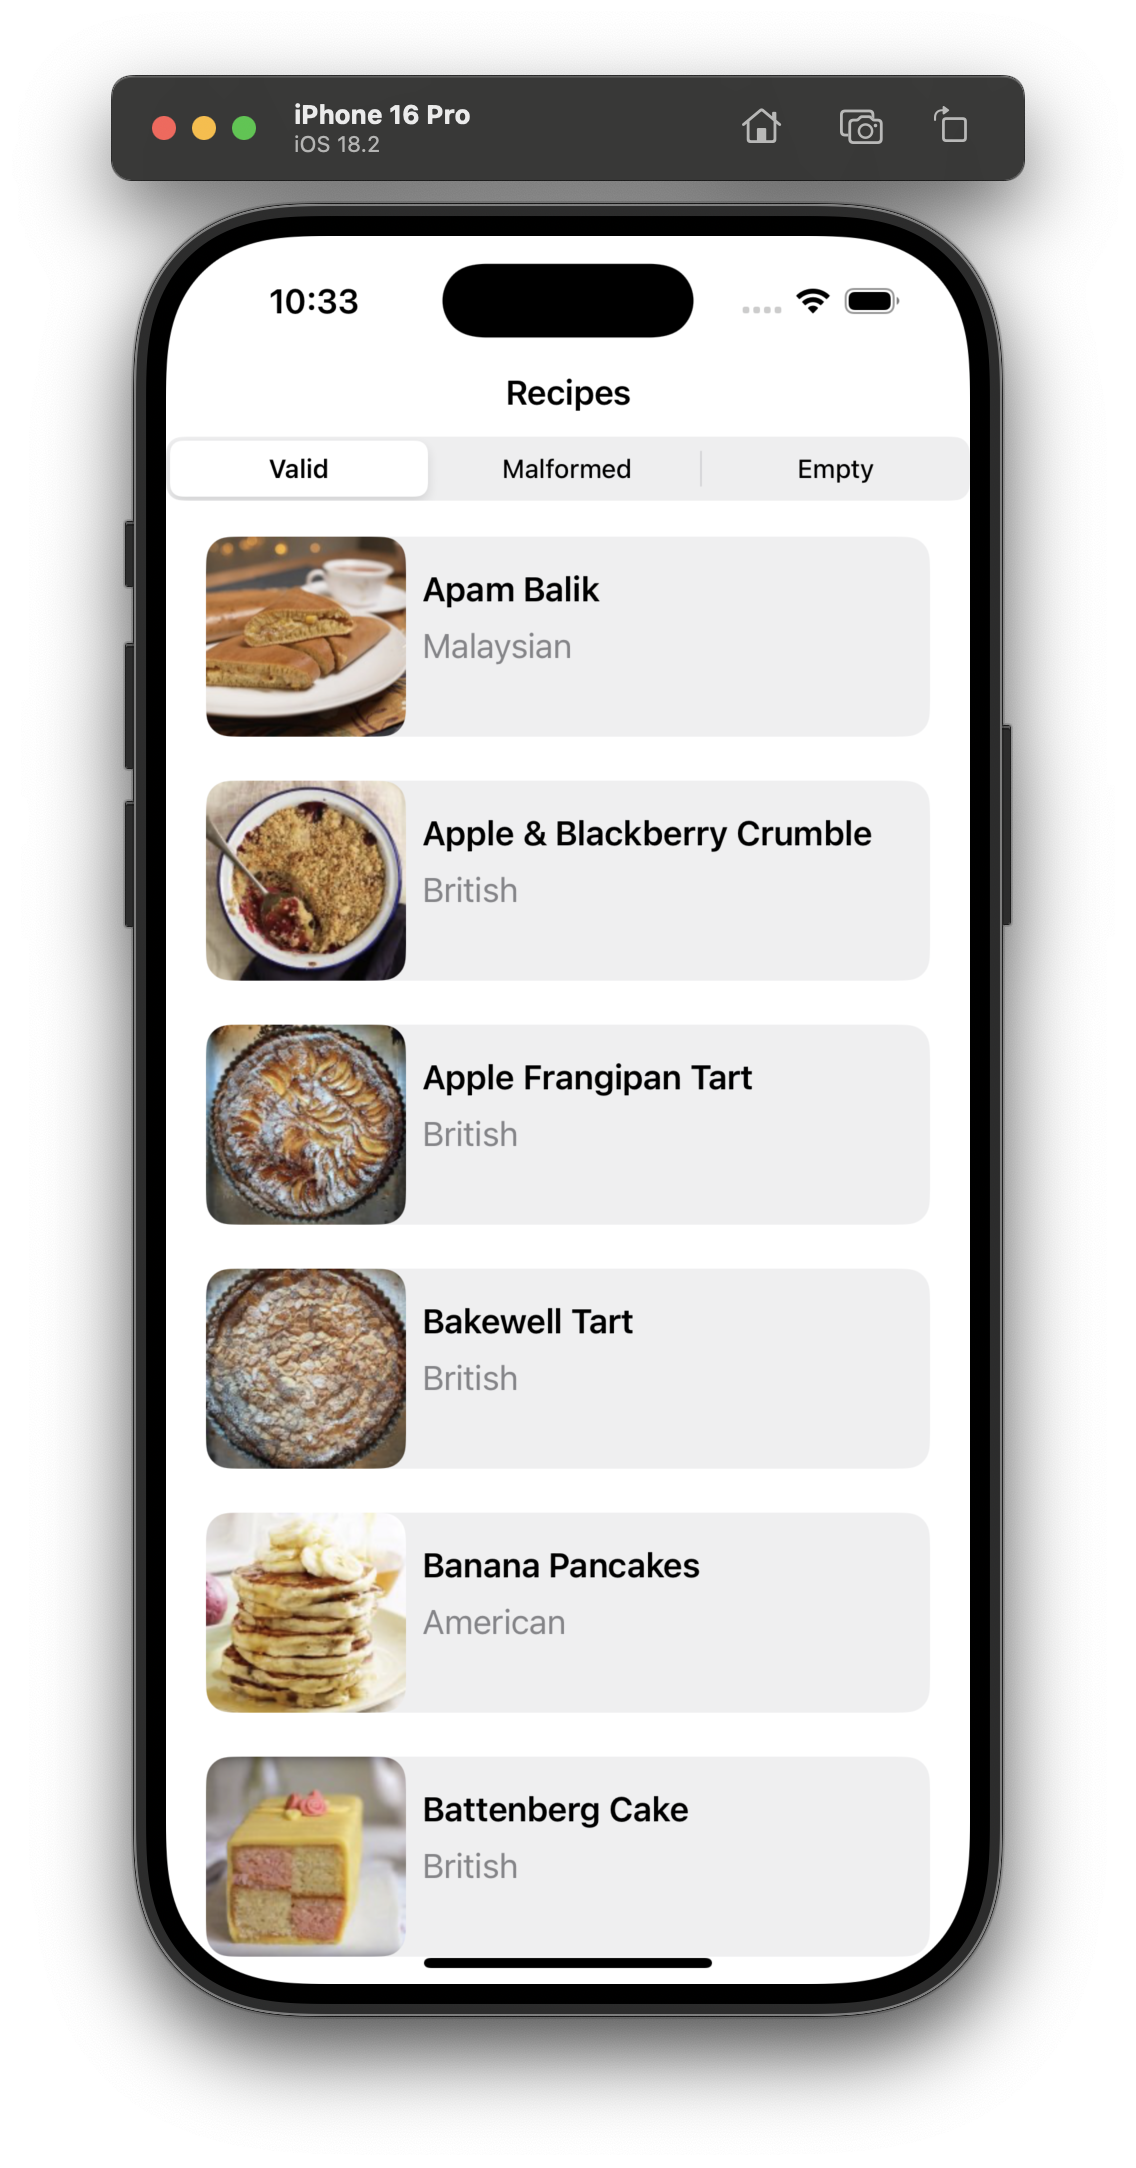 iPhone 16 Pro
iOS 18.2
10:33
Recipes
Valid Malformed Empty
Apam Balik
Malaysian
Apple & Blackberry Crumble
British
Apple Frangipan Tart
British
Bakewell Tart
British
Banana Pancakes
American
Battenberg Cake
British